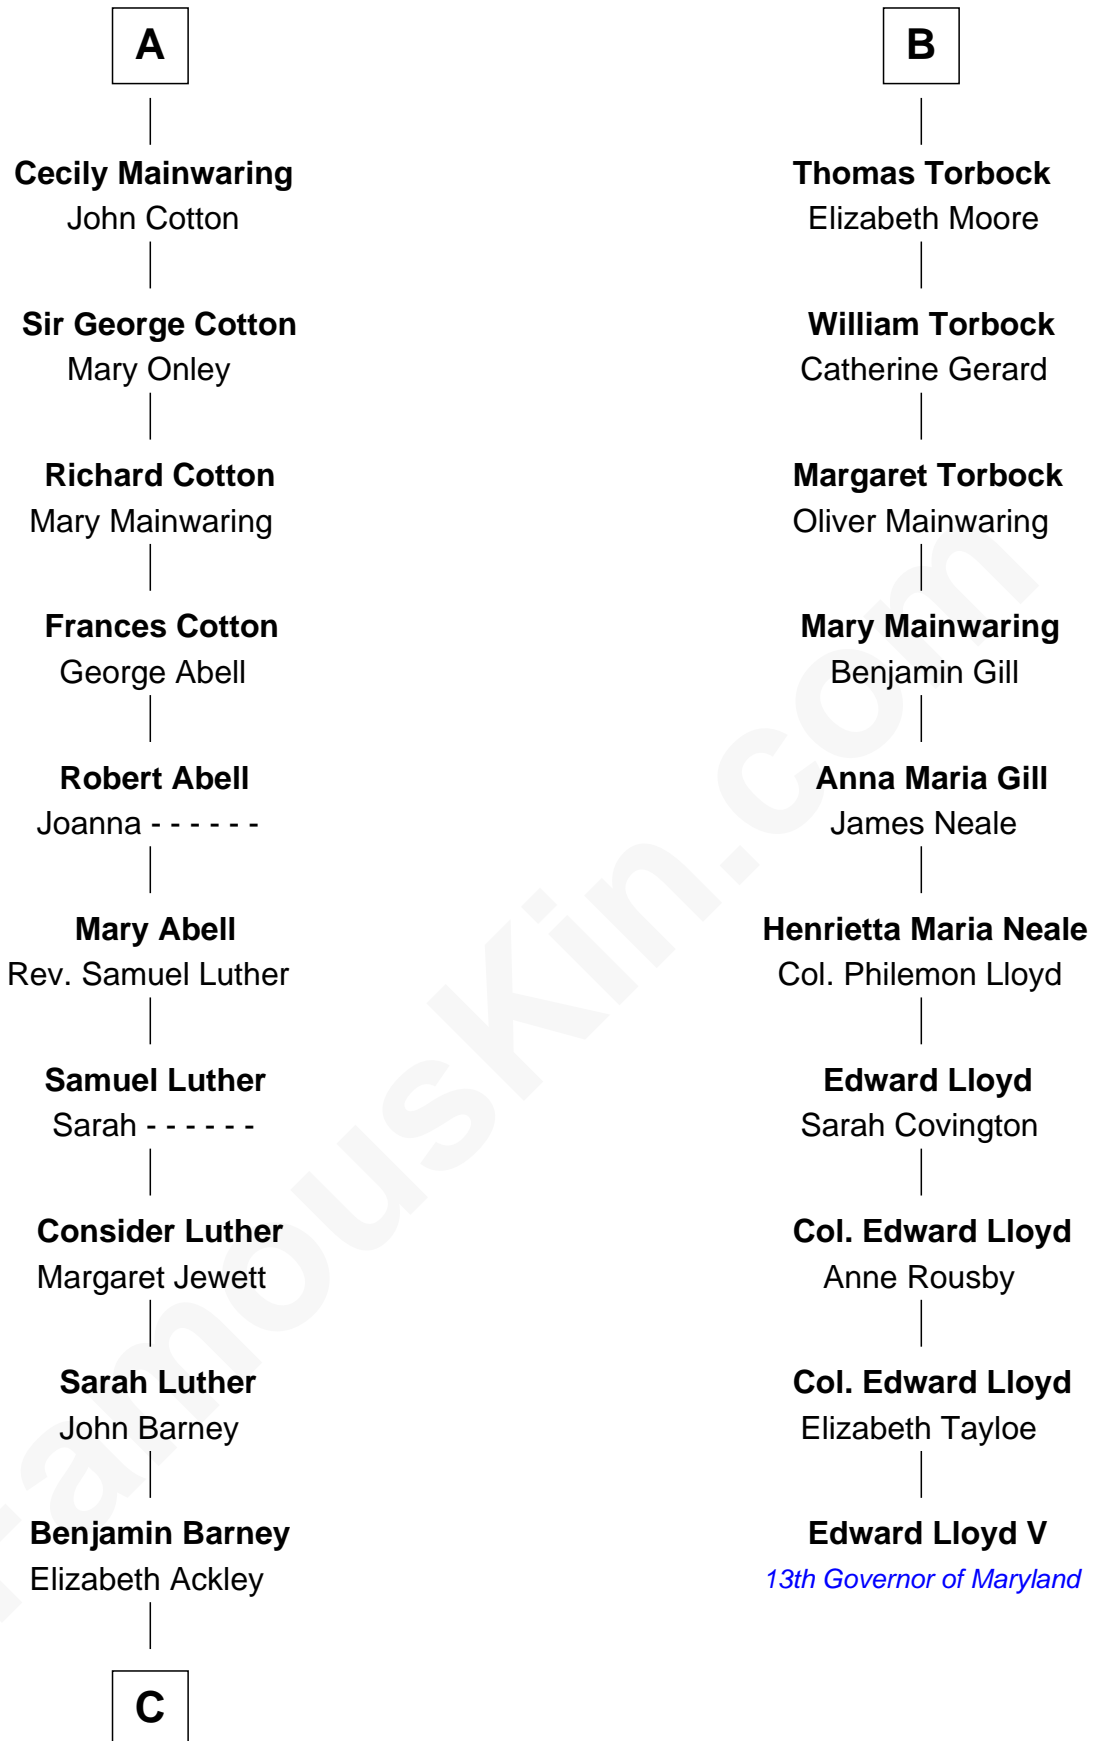 A
Cecily Mainwaring
John Cotton
Sir George Cotton
Mary Onley
Richard Cotton
Mary Mainwaring
Frances Cotton
George Abell
Robert Abell
Joanna - - - - - -
Mary Abell
Rev. Samuel Luther
Samuel Luther
Sarah - - - - - -
Consider Luther
Margaret Jewett
Sarah Luther
John Barney
Benjamin Barney
Elizabeth Ackley
C
B
Thomas Torbock
Elizabeth Moore
William Torbock
Catherine Gerard
Margaret Torbock
Oliver Mainwaring
Mary Mainwaring
Benjamin Gill
Anna Maria Gill
James Neale
Henrietta Maria Neale
Col. Philemon Lloyd
Edward Lloyd
Sarah Covington
Col. Edward Lloyd
Anne Rousby
Col. Edward Lloyd
Elizabeth Tayloe
Edward Lloyd V
13th Governor of Maryland
FamousKin.com